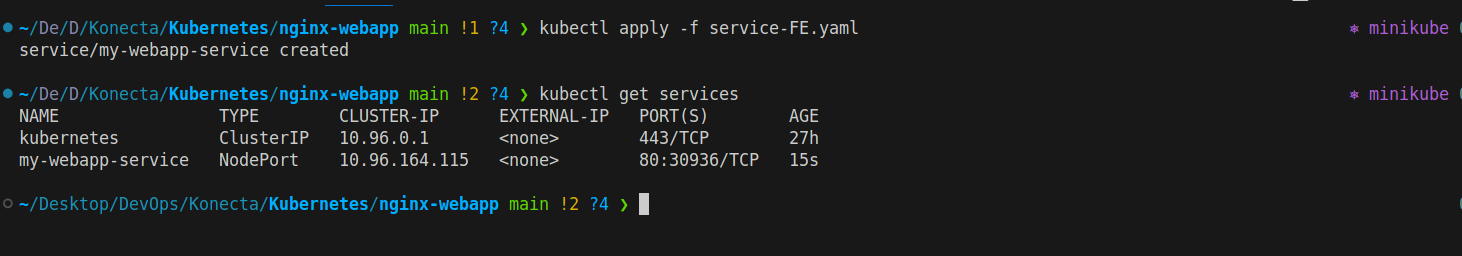 ~/De/D/Konecta/Kubernetes/nginx-webapp main !1 ?4 ❯ kubectl apply -f service-FE.yaml ⎈ minikube
service/my-webapp-service created
~/De/D/Konecta/Kubernetes/nginx-webapp main !2 ?4 ❯ kubectl get services ⎈ minikube
NAME TYPE CLUSTER-IP EXTERNAL-IP PORT(S) AGE
kubernetes ClusterIP 10.96.0.1 <none> 443/TCP 27h
my-webapp-service NodePort 10.96.164.115 <none> 80:30936/TCP 15s
~/Desktop/DevOps/Konecta/Kubernetes/nginx-webapp main !2 ?4 ❯